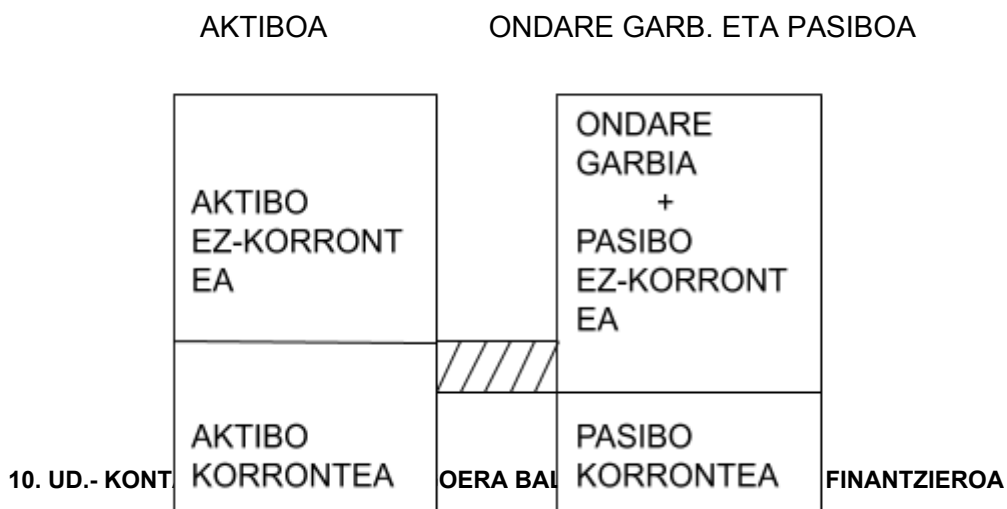 AKTIBOA ONDARE GARB. ETA PASIBOA
ONDARE
GARBIA
+
PASIBO
EZ-KORRONT
EA
AKTIBO
EZ-KORRONT
EA
AKTIBO
KORRONTEA
PASIBO
KORRONTEA
10. UD.- KONTA OERA BAL FINANTZIEROA